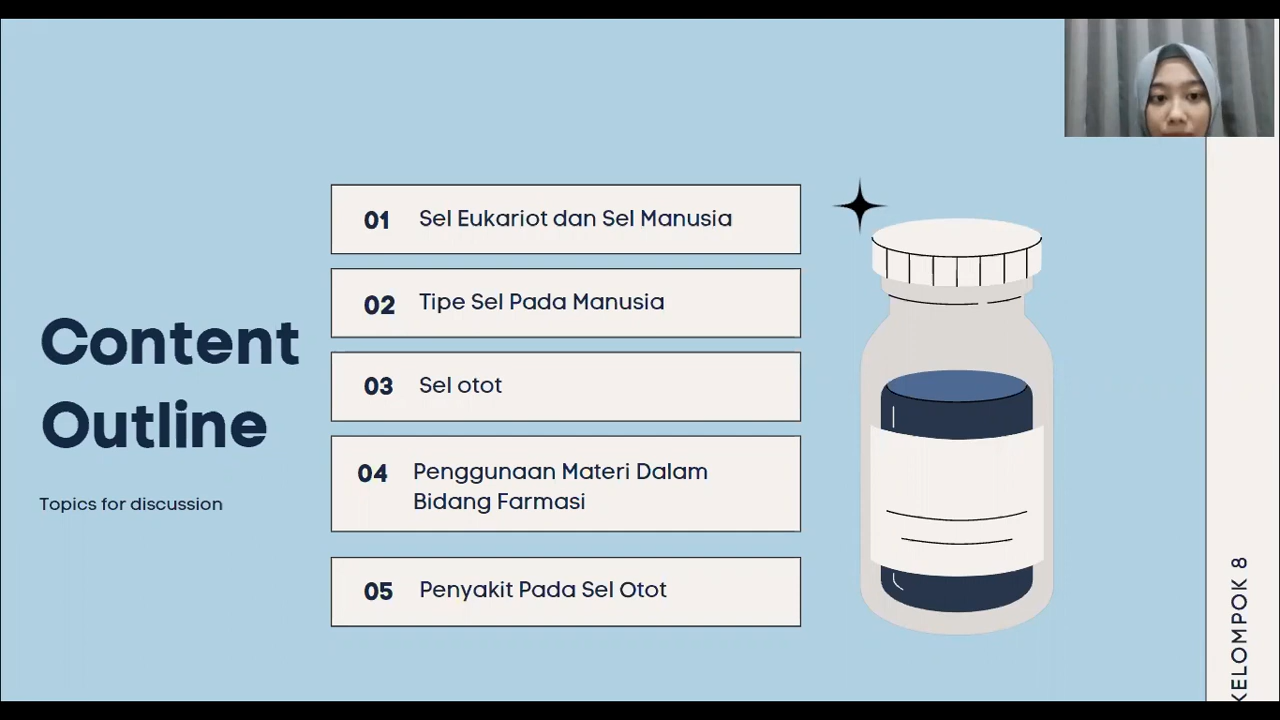 Content
Outline
Topics for discussion
01 Sel Eukariot dan Sel Manusia
02 Tipe Sel Pada Manusia
03 Sel otot
04 Penggunaan Materi Dalam
Bidang Farmasi
05 Penyakit Pada Sel Otot
KELOMPOK 8